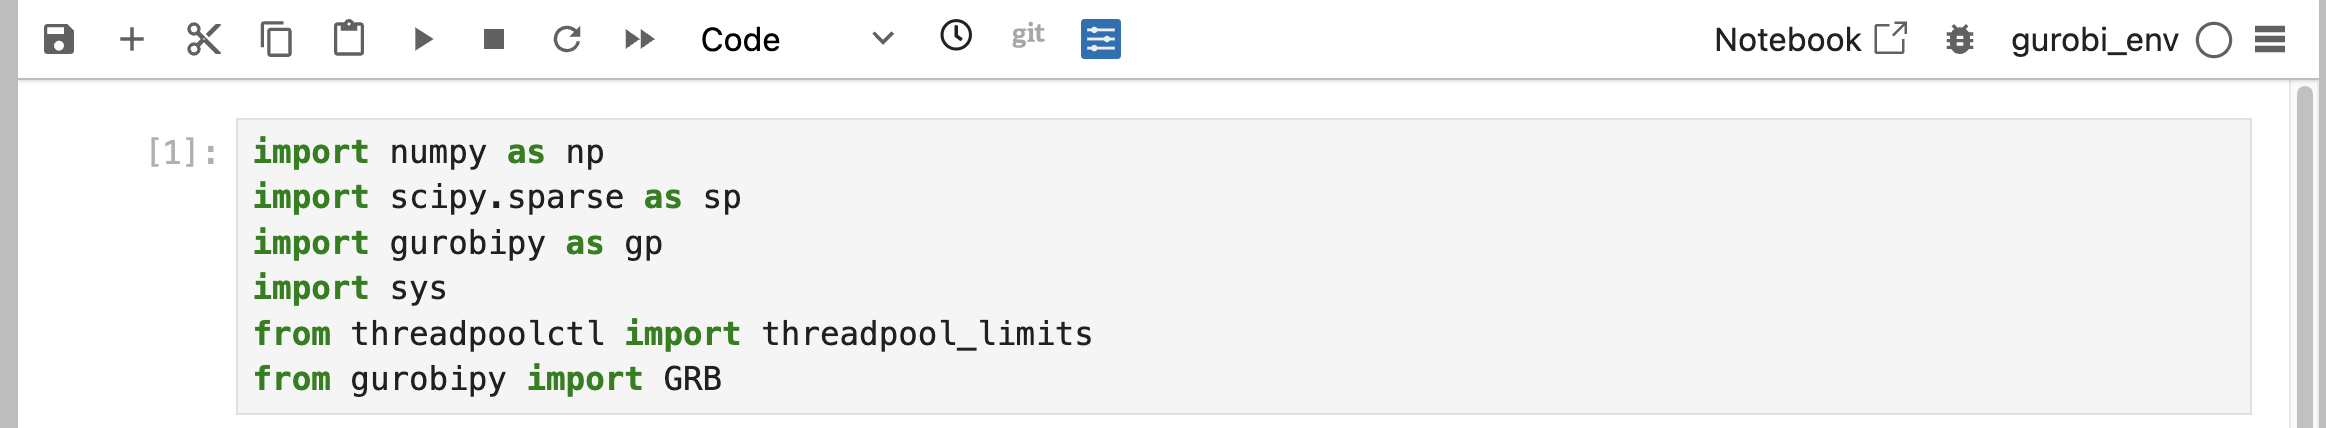 Code git Notebook gurobi_env
[1]:
import numpy as np
import scipy.sparse as sp
import gurobipy as gp
import sys
from threadpoolctl import threadpool_limits
from gurobipy import GRB